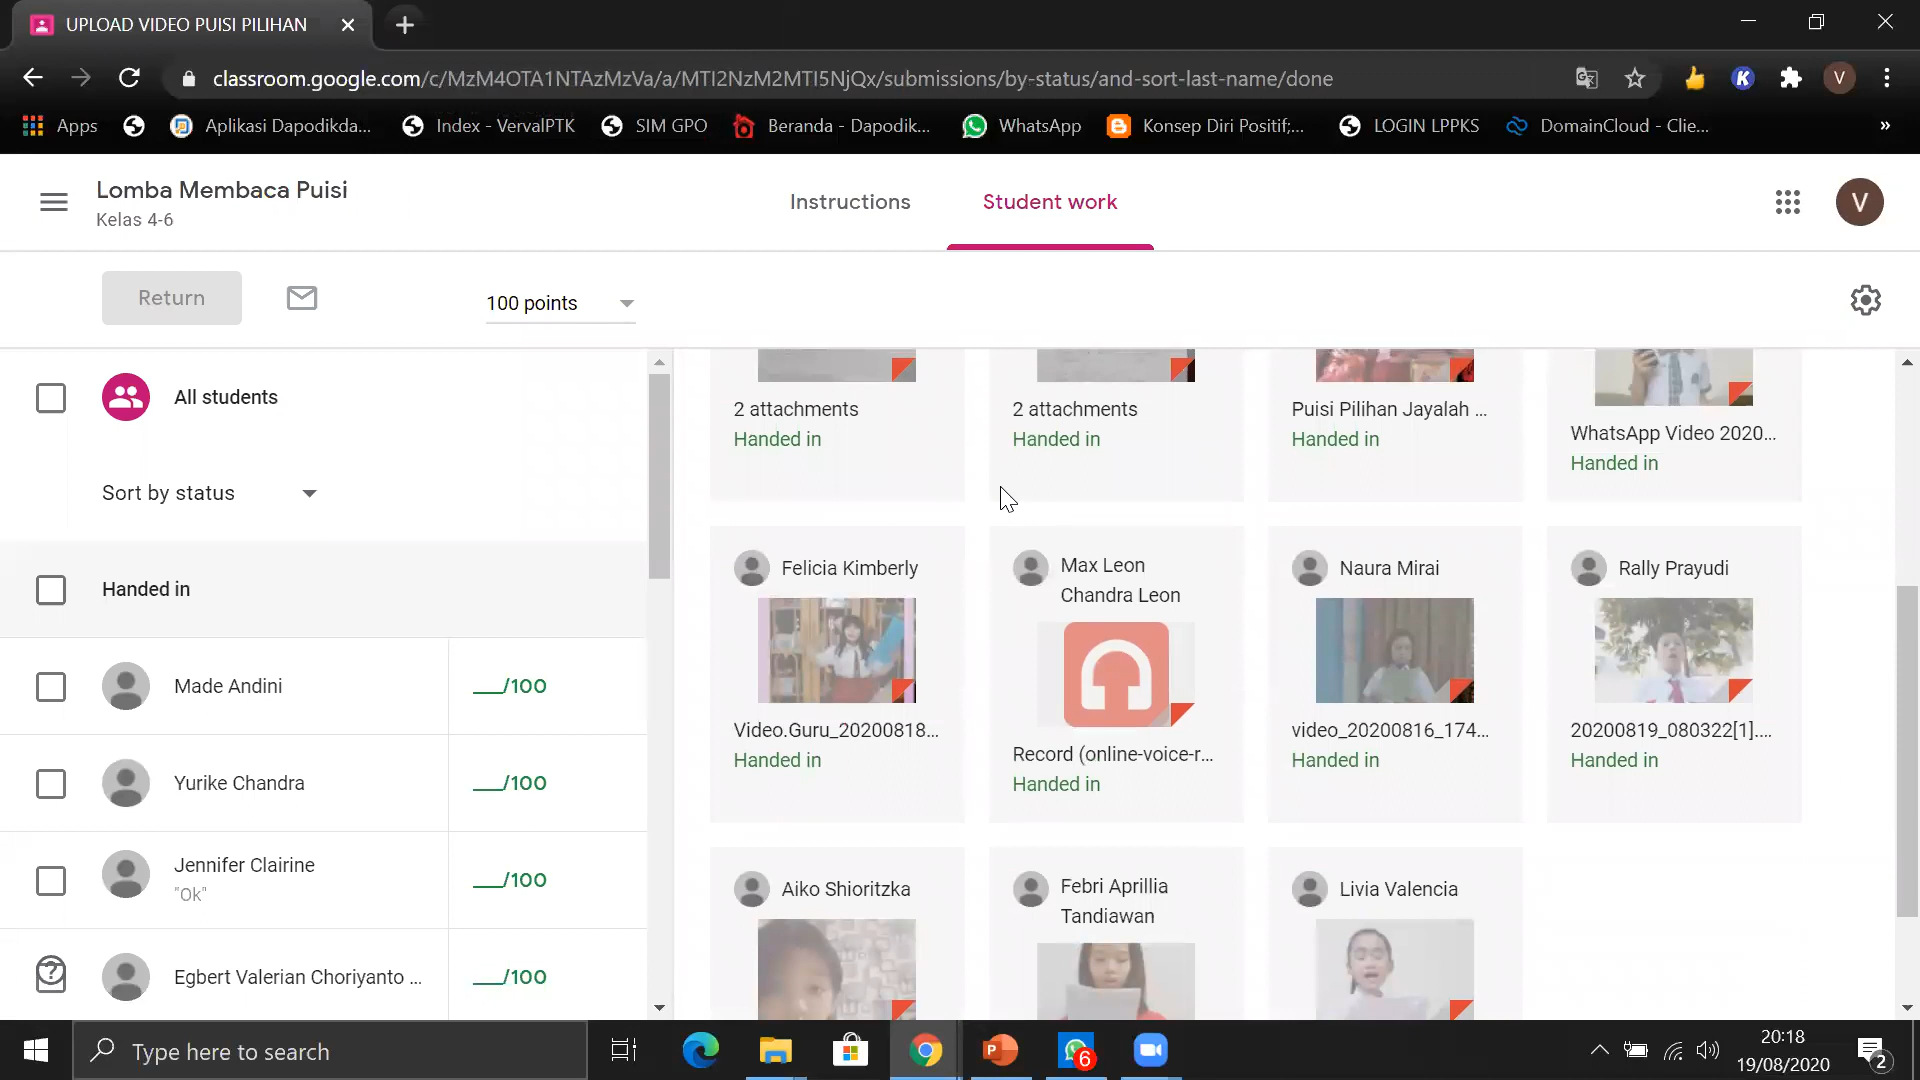 UPLOAD VIDEO PUISI PILIHAN
classroom.google.com/c/MzM4OTA1NTAzMzVa/a/MTI2NzM2MTI5NjQx/submissions/by-status/and-sort-last-name/done
V
Apps
Aplikasi Dapodikda...
Index - VervalPTK
SIM GPO
Beranda - Dapodik...
WhatsApp
Konsep Diri Positif;...
LOGIN LPPKS
DomainCloud - Clie...
»
Lomba Membaca Puisi
Kelas 4-6
Instructions
Student work
V
Return
100 points
All students
Sort by status
Handed in
Made Andini
___/100
Yurike Chandra
___/100
Jennifer Clairine
"Ok"
___/100
Egbert Valerian Choriyanto ...
___/100
2 attachments
Handed in
2 attachments
Handed in
Puisi Pilihan Jayalah ...
Handed in
WhatsApp Video 2020...
Handed in
Felicia Kimberly
Video.Guru_20200818...
Handed in
Max Leon
Chandra Leon
Record (online-voice-r...
Handed in
Naura Mirai
video_20200816_174...
Handed in
Rally Prayudi
20200819_080322[1]....
Handed in
Aiko Shioritzka
Febri Aprillia
Tandiawan
Livia Valencia
Type here to search
6
20:18
19/08/2020
2